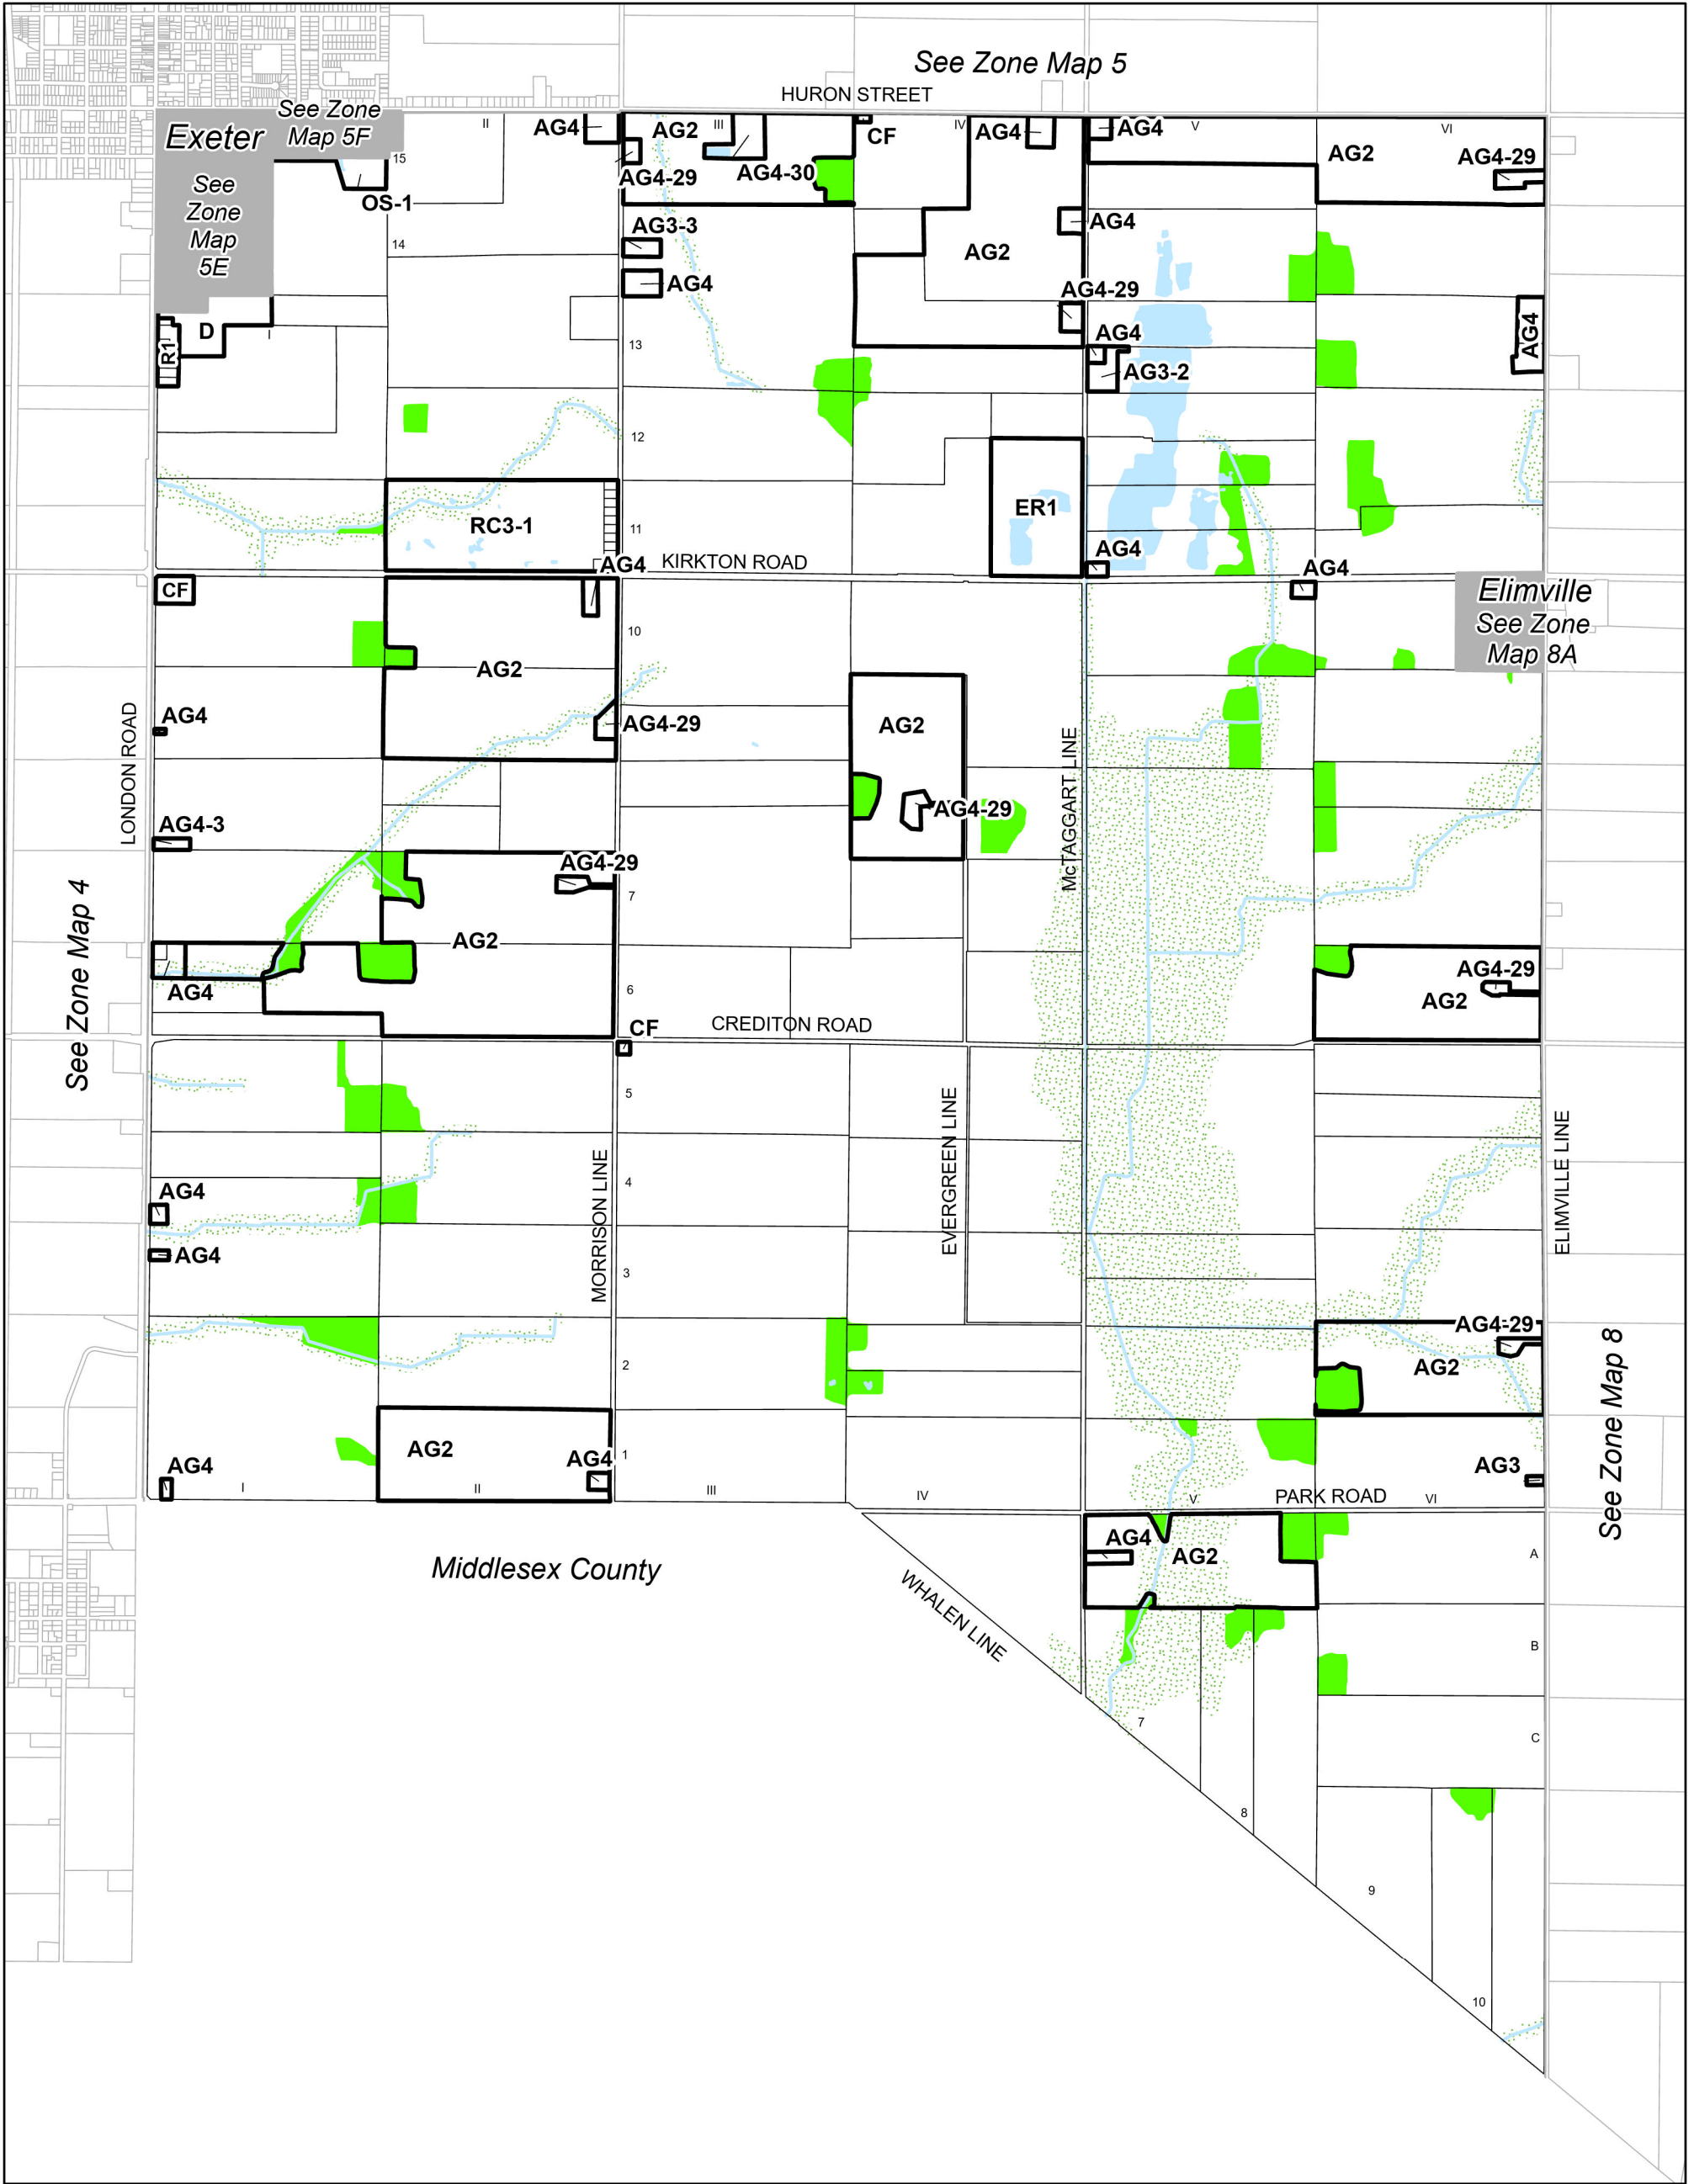 See Zone Map 5
HURON STREET
Exeter
See Zone
Map 5F
See
Zone
Map
5E
II
AG4
AG2
III
CF
IV
AG4
AG4
V
VI
AG2
AG4-29
15
OS-1
AG4-29
AG4-30
14
AG3-3
AG4
AG4
AG2
AG4-29
D
I
R1
13
AG4
AG3-2
AG4
12
RC3-1
11
ER1
AG4
KIRKTON ROAD
AG4
AG4
CF
Elimville
See Zone
Map 8A
10
AG2
AG4
AG4-29
AG2
LONDON ROAD
McTAGGART LINE
AG4-3
AG4-29
AG4-29
7
See Zone Map 4
AG2
AG4
6
AG4-29
AG2
CF
CREDITON ROAD
5
EVERGREEN LINE
ELIMVILLE LINE
MORRISON LINE
4
AG4
AG4
3
AG4-29
AG2
2
See Zone Map 8
AG2
AG4
1
AG4
I
II
III
IV
V
PARK ROAD
VI
AG3
Middlesex County
AG4
AG2
A
WHALEN LINE
B
7
C
8
9
10